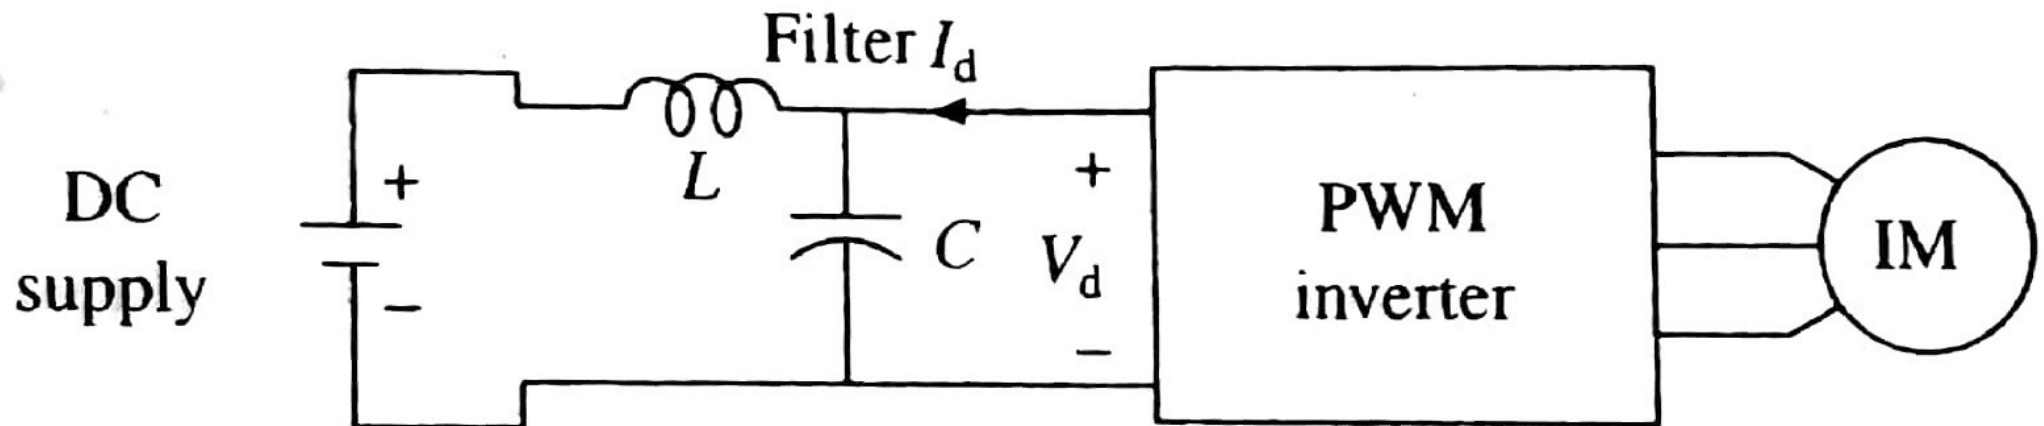 Filter I_d
L
DC
supply
+
−
C
+
V_d
−
PWM
inverter
IM